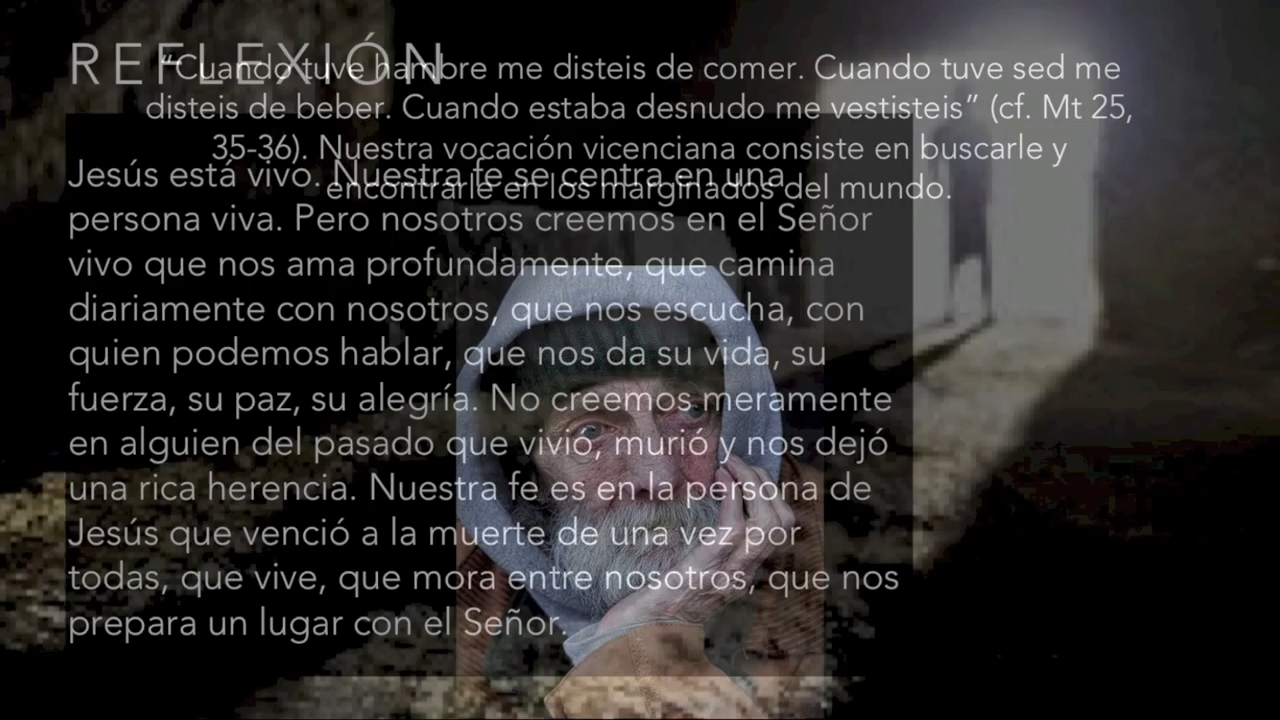 REFLEXIÓN
“Cuando tuve hambre me disteis de comer. Cuando tuve sed me
disteis de beber. Cuando estaba desnudo me vestisteis” (cf. Mt 25,
35-36). Nuestra vocación vicenciana consiste en buscarle y
encontrarle en los marginados del mundo.
Jesús está vivo. Nuestra fe se centra en una
persona viva. Pero nosotros creemos en el Señor
vivo que nos ama profundamente, que camina
diariamente con nosotros, que nos escucha, con
quien podemos hablar, que nos da su vida, su
fuerza, su paz, su alegría. No creemos meramente
en alguien del pasado que vivió, murió y nos dejó
una rica herencia. Nuestra fe es en la persona de
Jesús que venció a la muerte de una vez por
todas, que vive, que mora entre nosotros, que nos
prepara un lugar con el Señor.